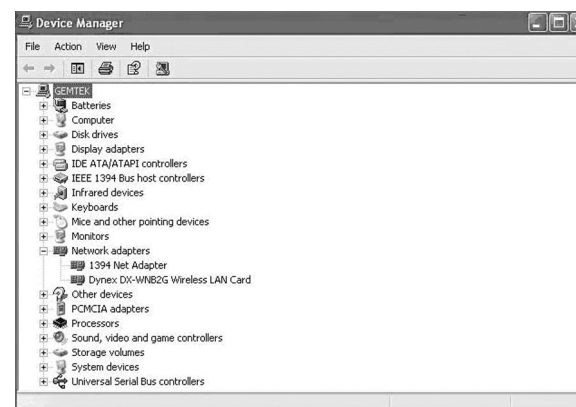 Device Manager
File Action View Help
GEMTEK
Batteries
Computer
Disk drives
Display adapters
IDE ATA/ATAPI controllers
IEEE 1394 Bus host controllers
Infrared devices
Keyboards
Mice and other pointing devices
Monitors
Network adapters
1394 Net Adapter
Dynex DX-WNB2G Wireless LAN Card
Other devices
PCMCIA adapters
Processors
Sound, video and game controllers
Storage volumes
System devices
Universal Serial Bus controllers